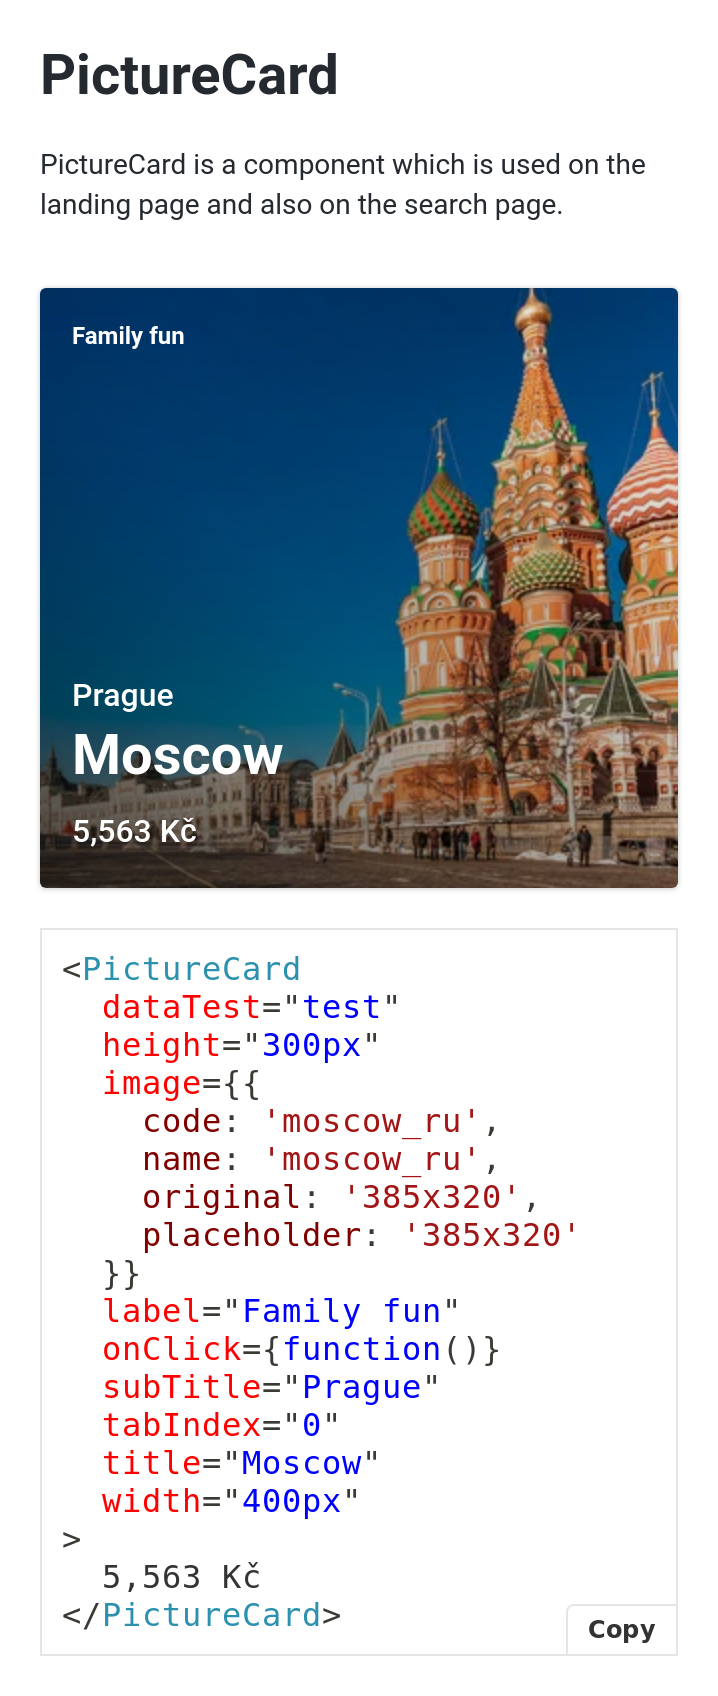 PictureCard
PictureCard is a component which is used on the
landing page and also on the search page.
Family fun
Prague
Moscow
5,563 Kč
<PictureCard
  dataTest="test"
  height="300px"
  image={{
    code: 'moscow_ru',
    name: 'moscow_ru',
    original: '385x320',
    placeholder: '385x320'
  }}
  label="Family fun"
  onClick={function()}
  subTitle="Prague"
  tabIndex="0"
  title="Moscow"
  width="400px"
>
  5,563 Kč
</PictureCard>
Copy